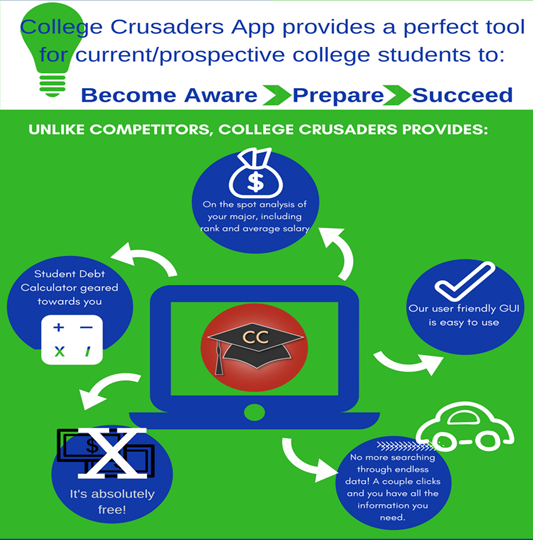 College Crusaders App provides a perfect tool
for current/prospective college students to:
Become Aware Prepare Succeed
UNLIKE COMPETITORS, COLLEGE CRUSADERS PROVIDES:
$
On the spot analysis of
your major, including
rank and average salary
Student Debt
Calculator geared
towards you
+ −
x /
Our user friendly GUI
is easy to use
CC
$
X
It's absolutely
free!
No more searching
through endless
data! A couple clicks
and you have all the
information you
need.